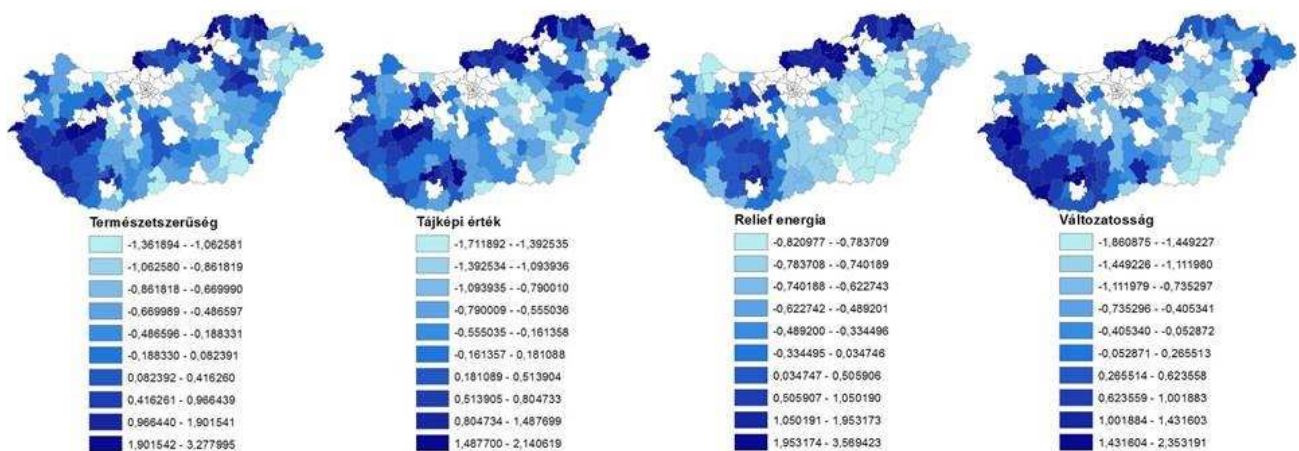 Természetszerűség
-1,361894 - -1,062581
-1,062580 - -0,861819
-0,861818 - -0,669990
-0,669989 - -0,486597
-0,486596 - -0,188331
-0,188330 - 0,082391
0,082392 - 0,416260
0,416261 - 0,966439
0,966440 - 1,901541
1,901542 - 3,277995
Tájképi érték
-1,711892 - -1,392535
-1,392534 - -1,093936
-1,093935 - -0,790010
-0,790009 - -0,555036
-0,555035 - -0,161358
-0,161357 - 0,181088
0,181089 - 0,513904
0,513905 - 0,804733
0,804734 - 1,487699
1,487700 - 2,140619
Relief energia
-0,820977 - -0,783709
-0,783708 - -0,740189
-0,740188 - -0,622743
-0,622742 - -0,489201
-0,489200 - -0,334496
-0,334495 - 0,034746
0,034747 - 0,505906
0,505907 - 1,050190
1,050191 - 1,953173
1,953174 - 3,569423
Változatosság
-1,860875 - -1,449227
-1,449226 - -1,111980
-1,111979 - -0,735297
-0,735296 - -0,405341
-0,405340 - -0,052872
-0,052871 - 0,265513
0,265514 - 0,623558
0,623559 - 1,001883
1,001884 - 1,431603
1,431604 - 2,353191